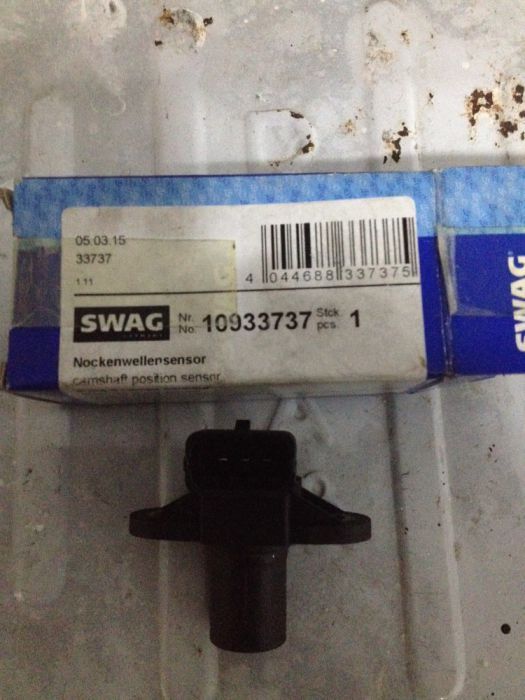 05.03.15
33737
1.11
4 044688 337375
SWAG
GERMANY
Nr.
No. 10933737 Stck. pcs. 1
Nockenwellensensor
camshaft position sensor
SWAG